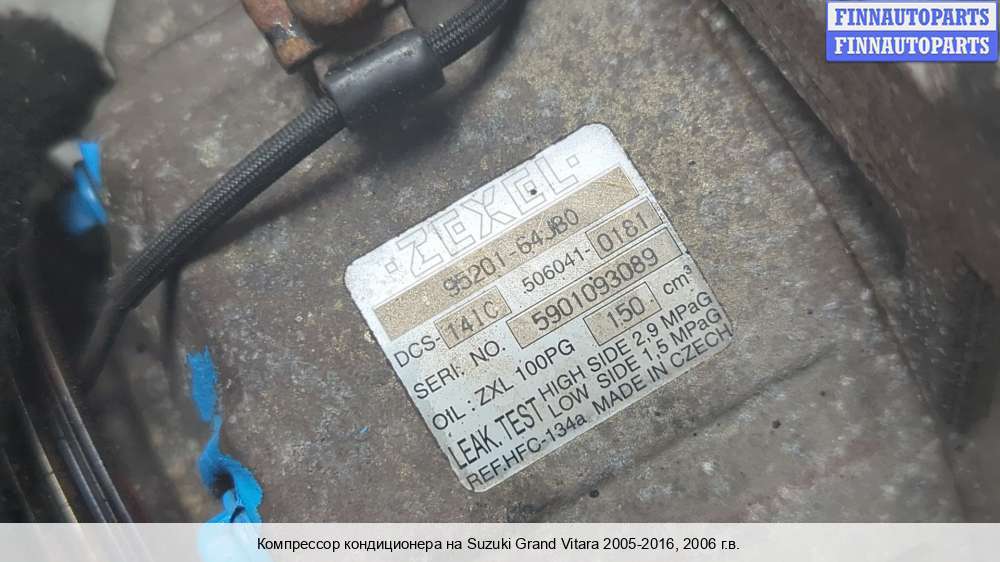 FINNAUTOPARTS
FINNAUTOPARTS
ZEXEL
95201-64JB0
DCS-141C 506041-0181
SERI. NO. 5901093089
OIL : ZXL 100PG 150 cm³
LEAK. TEST HIGH SIDE 2.9 MPaG
LOW SIDE 1.5 MPaG
REF.HFC-134a MADE IN CZECH
Компрессор кондиционера на Suzuki Grand Vitara 2005-2016, 2006 г.в.